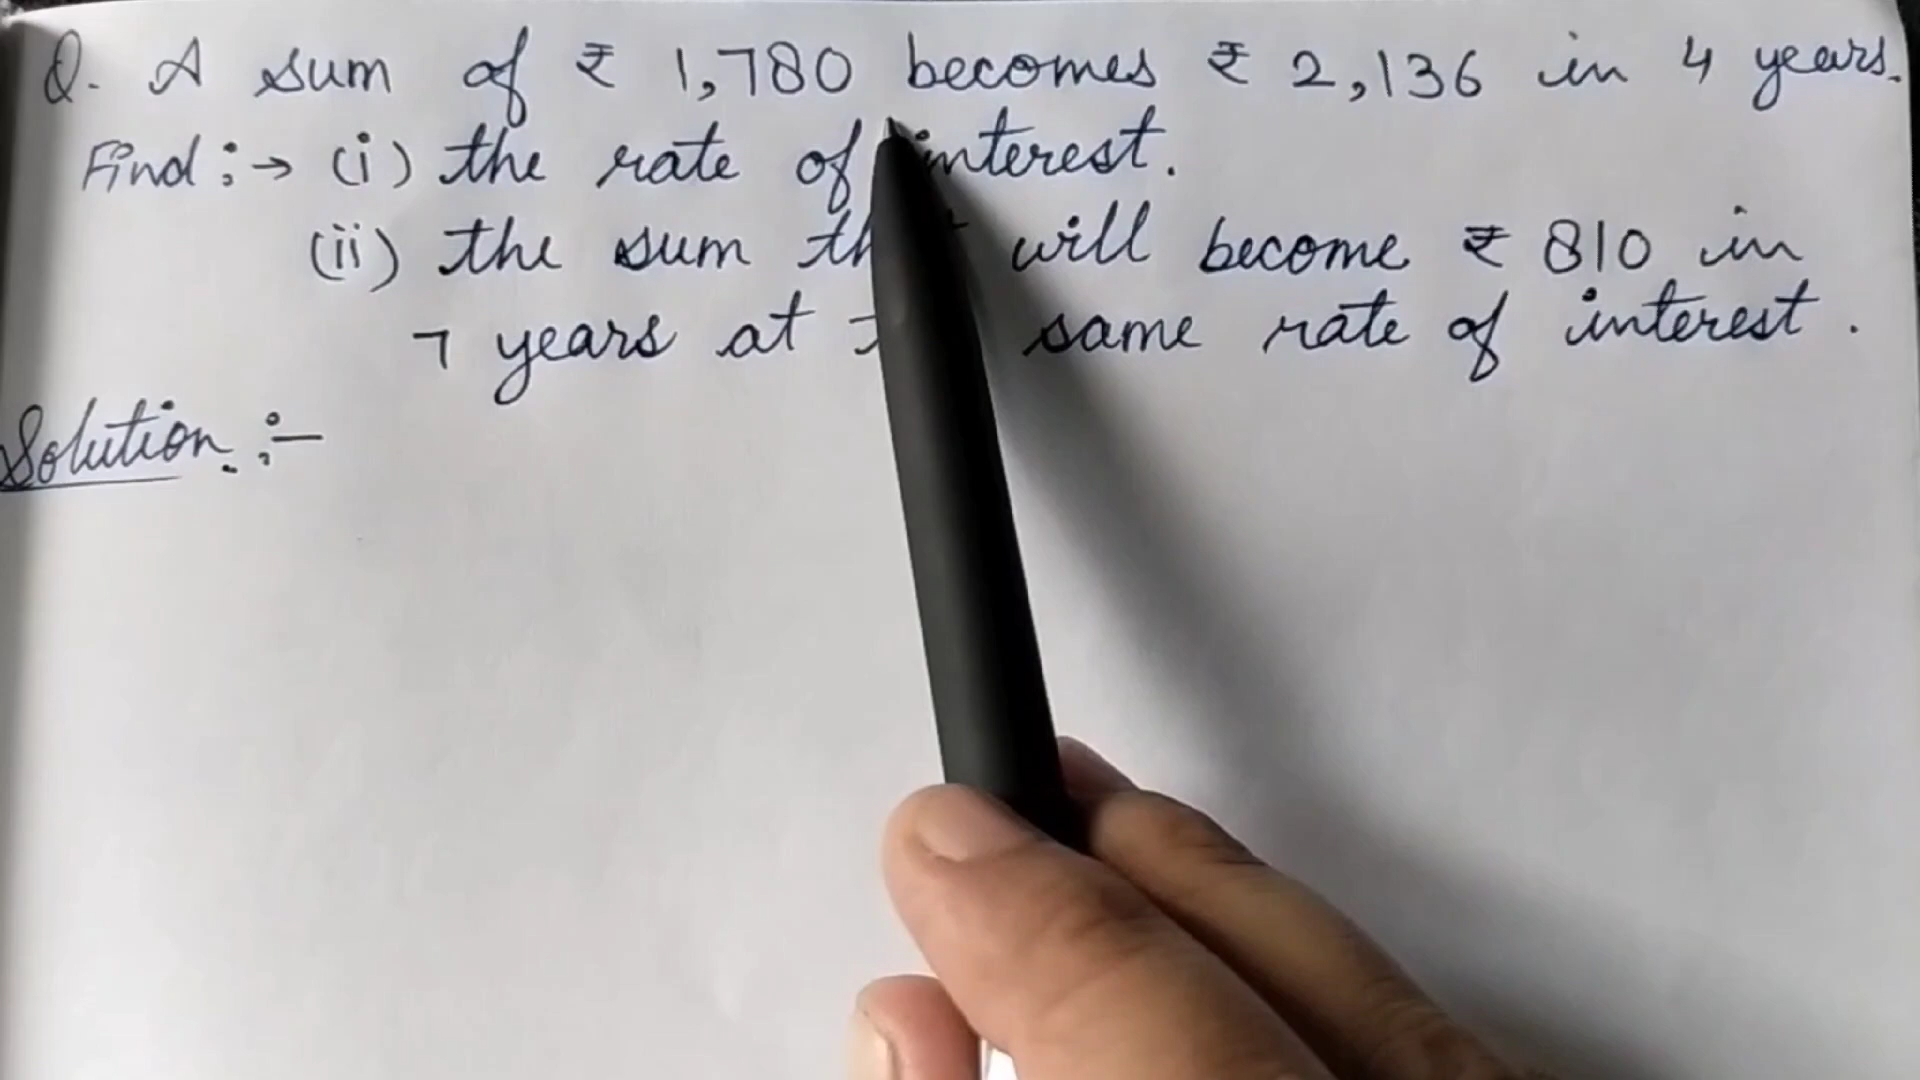 Q. A sum of ₹ 1,780 becomes ₹ 2,136 in 4 years.
Find :→ (i) the rate of interest.
(ii) the sum will become ₹ 810 in
7 years at same rate of interest.
Solution :-